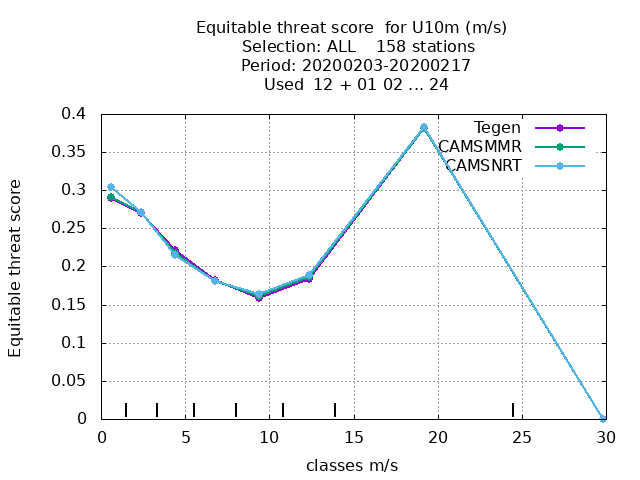 Equitable threat score  for U10m (m/s)
Selection: ALL    158 stations
Period: 20200203-20200217
Used  12 + 01 02 ... 24
Equitable threat score
0.4
0.35
0.3
0.25
0.2
0.15
0.1
0.05
0
Tegen
CAMSMMR
CAMSNRT
0 5 10 15 20 25 30
classes m/s